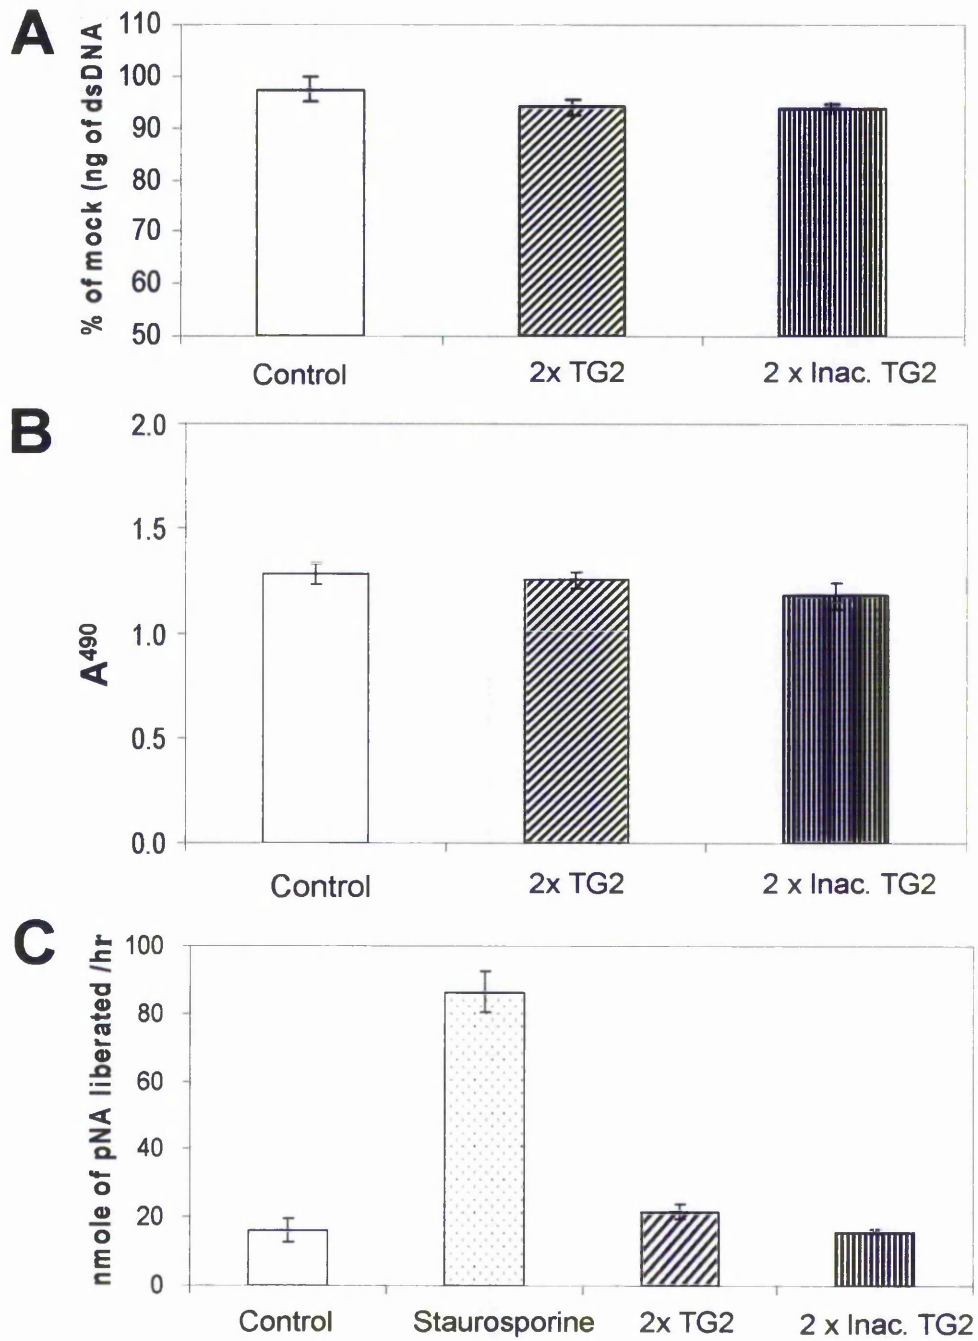 A
% of mock (ng of dsDNA
110
100
90
80
70
60
50
Control
2x TG2
2 x Inac. TG2
B
A490
2.0
1.5
1.0
0.5
0.0
Control
2x TG2
2 x Inac. TG2
C
nmole of pNA liberated /hr
100
80
60
40
20
0
Control
Staurosporine
2x TG2
2 x Inac. TG2